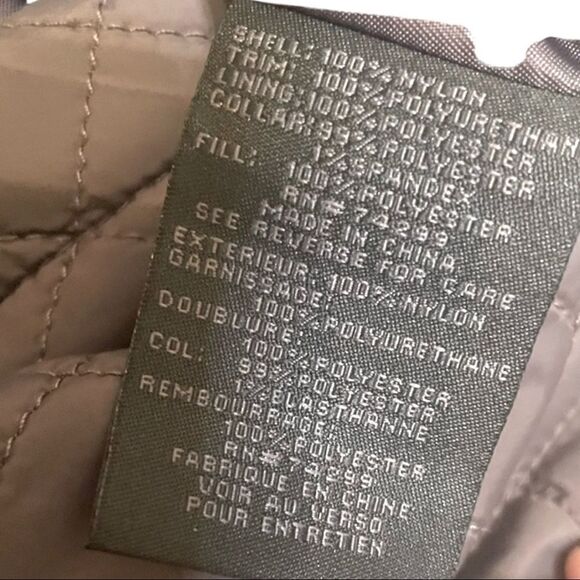 SHELL: 100% NYLON
TRIM: 100% POLYURETHAN
LINING: 100% POLYESTER
COLLAR: 99% POLYESTER
1% SPANDEX
FILL: 100% POLYESTER
RN# 74299
MADE IN CHINA
SEE REVERSE FOR CARE
EXTERIEUR: 100% NYLON
GARNISSAGE:
100% POLYURETHANE
DOUBLURE:
100% POLYESTER
COL: 99% POLYESTER
1% ELASTHANNE
REMBOURRAGE:
100% POLYESTER
RN# 74299
FABRIQUE EN CHINE
VOIR AU VERSO
POUR ENTRETIEN